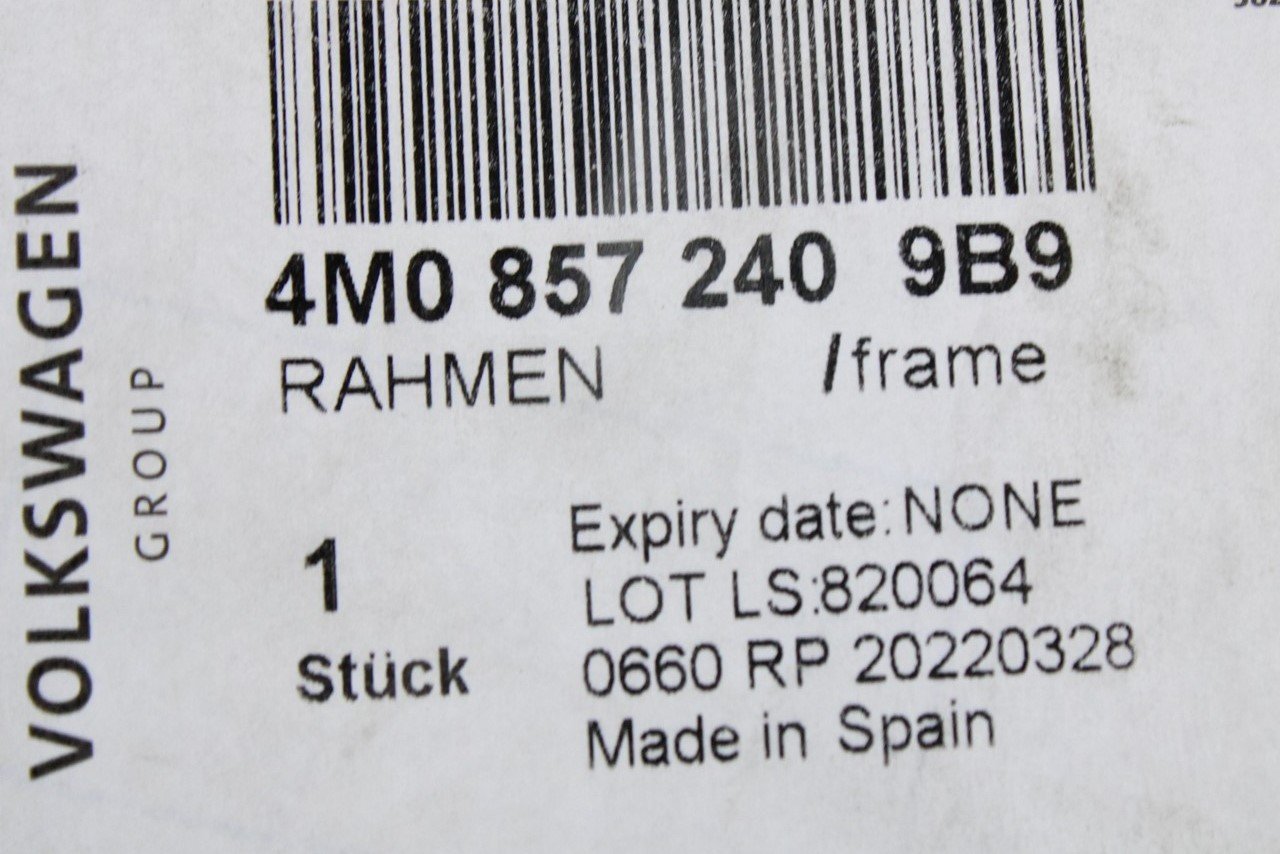 VOLKSWAGEN
GROUP
4M0 857 240 9B9
RAHMEN /frame
1
Stück
Expiry date: NONE
LOT LS:820064
0660 RP 20220328
Made in Spain